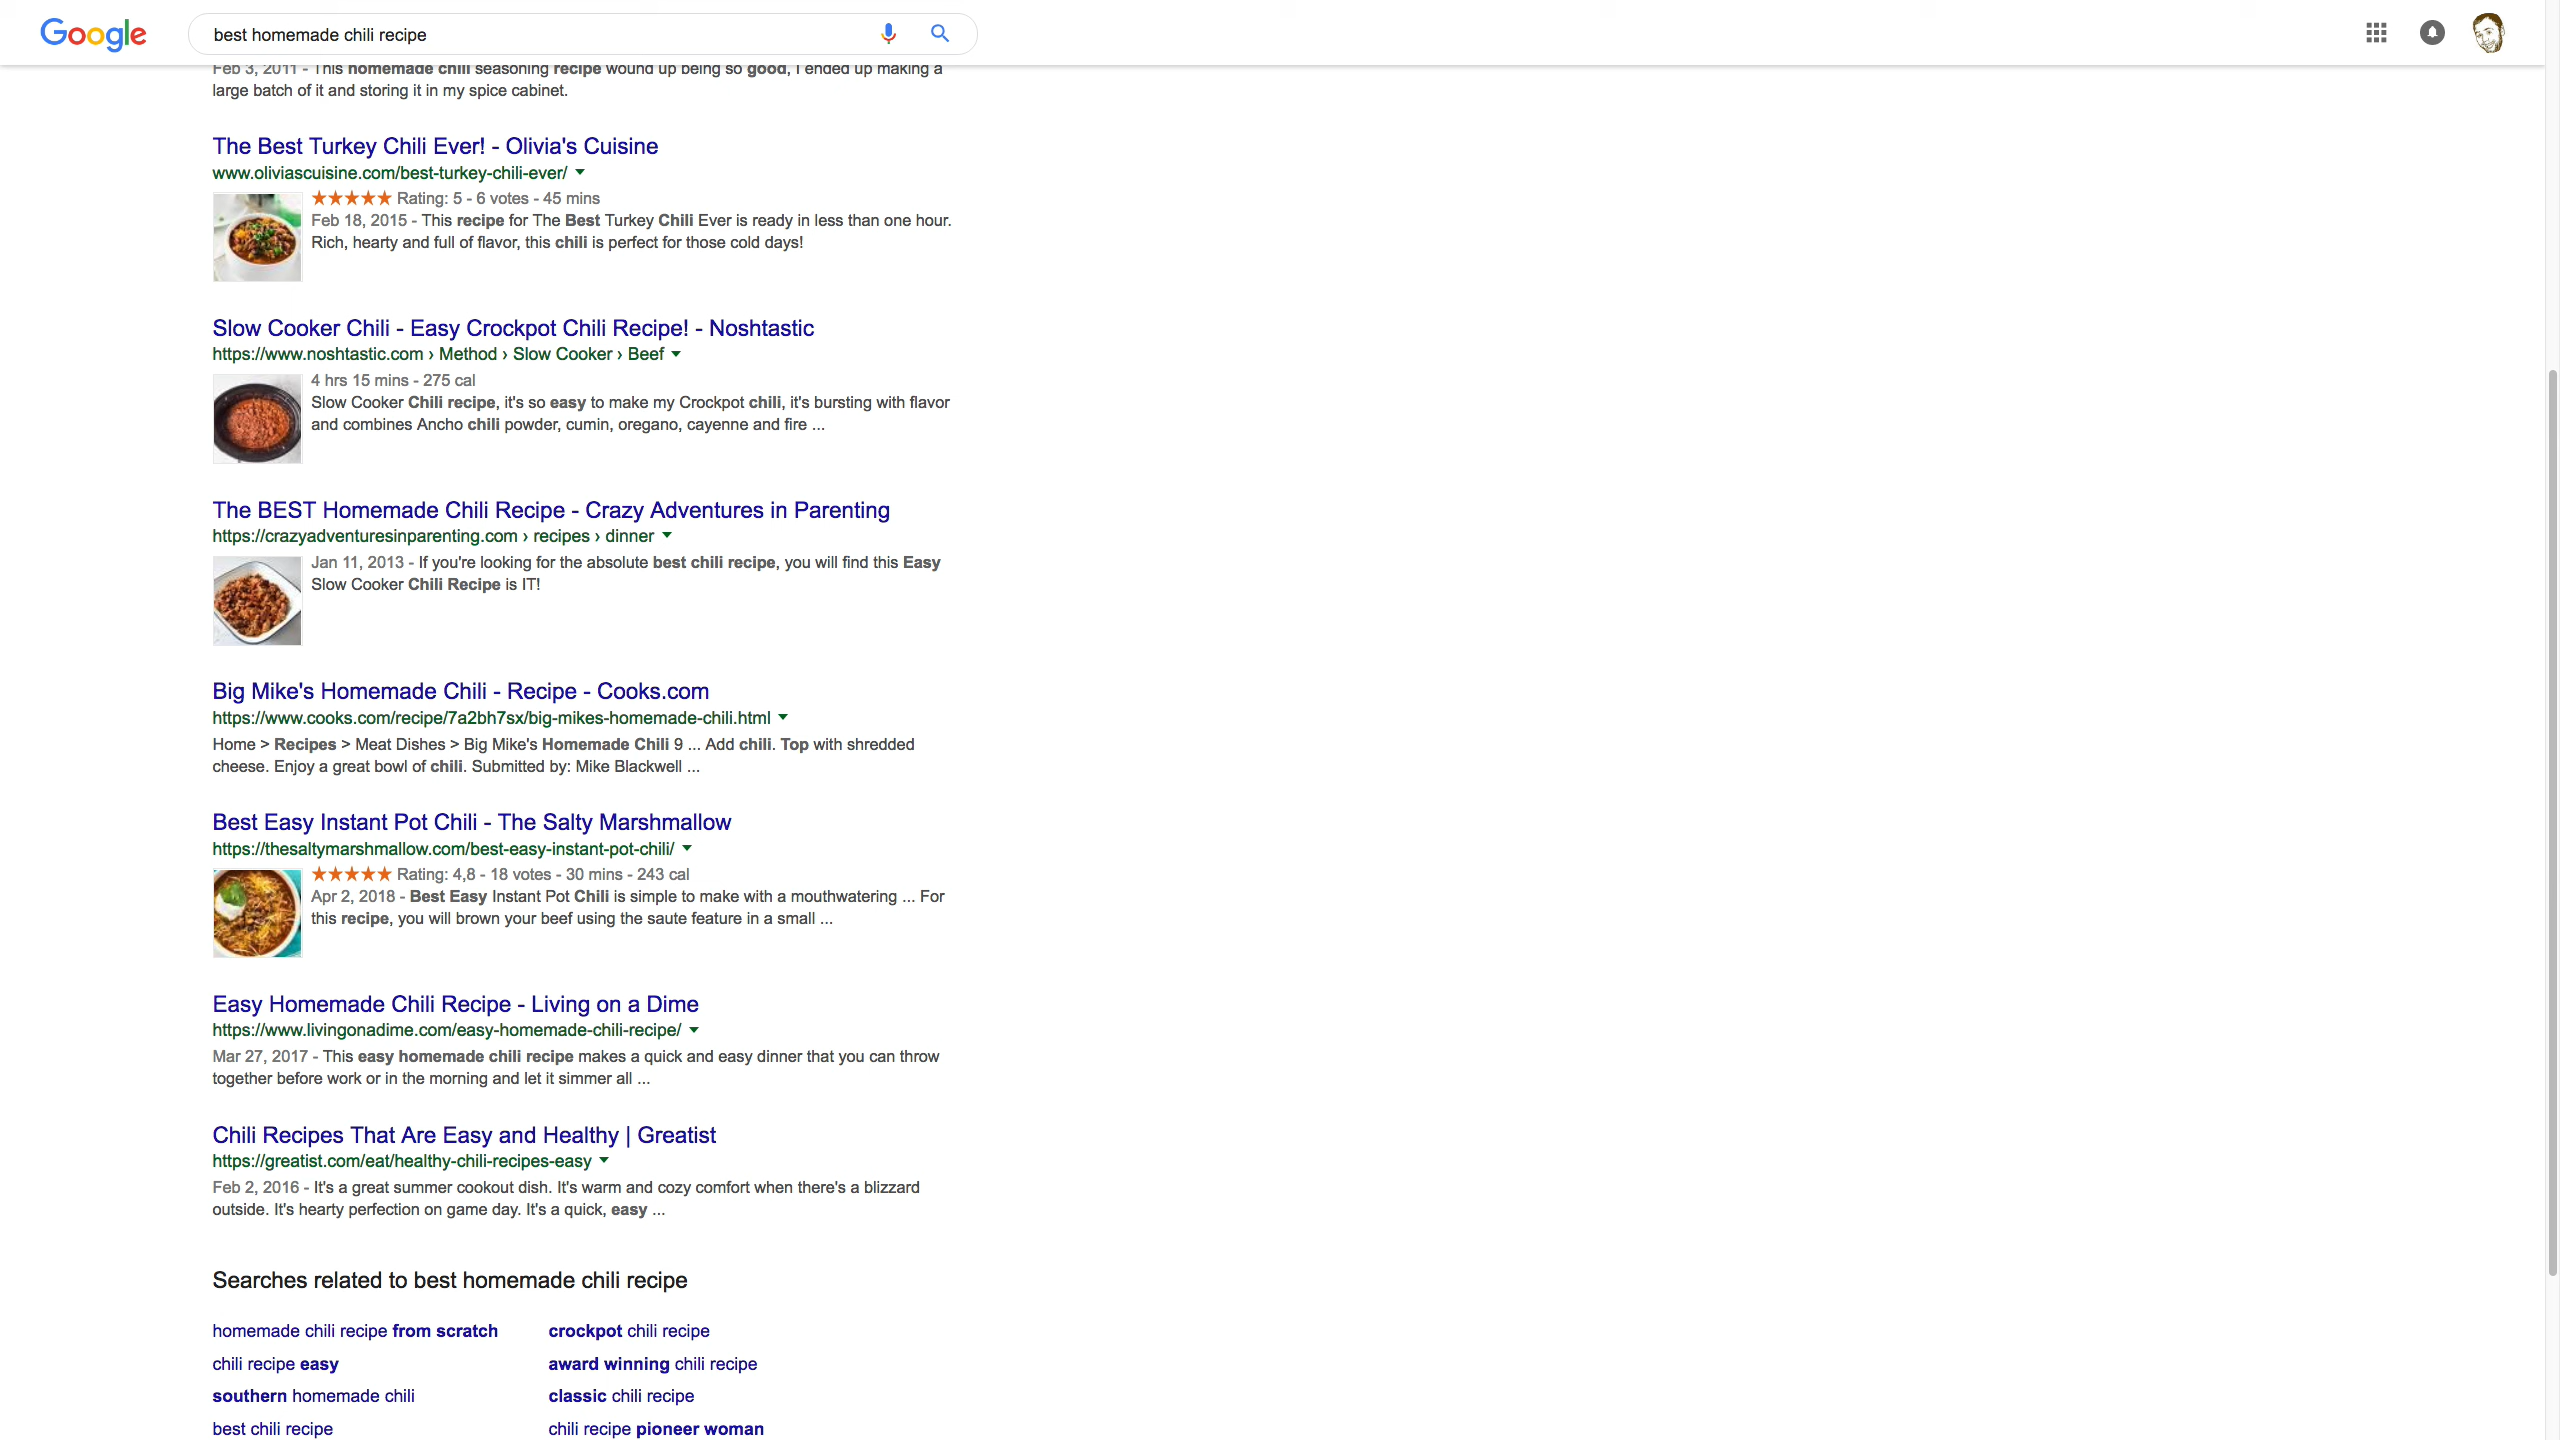 Google
best homemade chili recipe
Feb 3, 2011 - This homemade chili seasoning recipe wound up being so good, I ended up making a
large batch of it and storing it in my spice cabinet.
The Best Turkey Chili Ever! - Olivia's Cuisine
www.oliviascuisine.com/best-turkey-chili-ever/
Rating: 5 - 6 votes - 45 mins
Feb 18, 2015 - This recipe for The Best Turkey Chili Ever is ready in less than one hour.
Rich, hearty and full of flavor, this chili is perfect for those cold days!
Slow Cooker Chili - Easy Crockpot Chili Recipe! - Noshtastic
https://www.noshtastic.com › Method › Slow Cooker › Beef
4 hrs 15 mins - 275 cal
Slow Cooker Chili recipe, it's so easy to make my Crockpot chili, it's bursting with flavor
and combines Ancho chili powder, cumin, oregano, cayenne and fire ...
The BEST Homemade Chili Recipe - Crazy Adventures in Parenting
https://crazyadventuresinparenting.com › recipes › dinner
Jan 11, 2013 - If you're looking for the absolute best chili recipe, you will find this Easy
Slow Cooker Chili Recipe is IT!
Big Mike's Homemade Chili - Recipe - Cooks.com
https://www.cooks.com/recipe/7a2bh7sx/big-mikes-homemade-chili.html
Home > Recipes > Meat Dishes > Big Mike's Homemade Chili 9 ... Add chili. Top with shredded
cheese. Enjoy a great bowl of chili. Submitted by: Mike Blackwell ...
Best Easy Instant Pot Chili - The Salty Marshmallow
https://thesaltymarshmallow.com/best-easy-instant-pot-chili/
Rating: 4,8 - 18 votes - 30 mins - 243 cal
Apr 2, 2018 - Best Easy Instant Pot Chili is simple to make with a mouthwatering ... For
this recipe, you will brown your beef using the saute feature in a small ...
Easy Homemade Chili Recipe - Living on a Dime
https://www.livingonadime.com/easy-homemade-chili-recipe/
Mar 27, 2017 - This easy homemade chili recipe makes a quick and easy dinner that you can throw
together before work or in the morning and let it simmer all ...
Chili Recipes That Are Easy and Healthy | Greatist
https://greatist.com/eat/healthy-chili-recipes-easy
Feb 2, 2016 - It's a great summer cookout dish. It's warm and cozy comfort when there's a blizzard
outside. It's hearty perfection on game day. It's a quick, easy ...
Searches related to best homemade chili recipe
homemade chili recipe from scratch
crockpot chili recipe
chili recipe easy
award winning chili recipe
southern homemade chili
classic chili recipe
best chili recipe
chili recipe pioneer woman